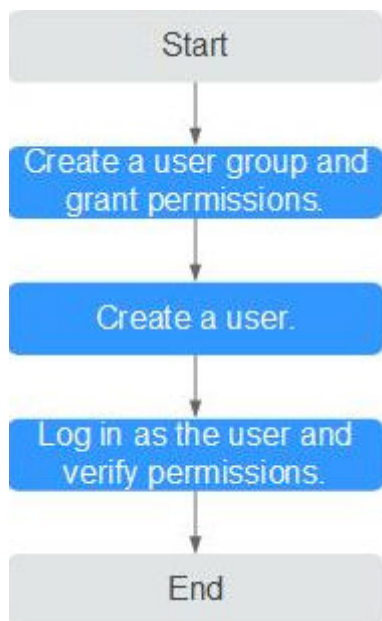 Start
Create a user group and
grant permissions.
Create a user.
Log in as the user and
verify permissions.
End